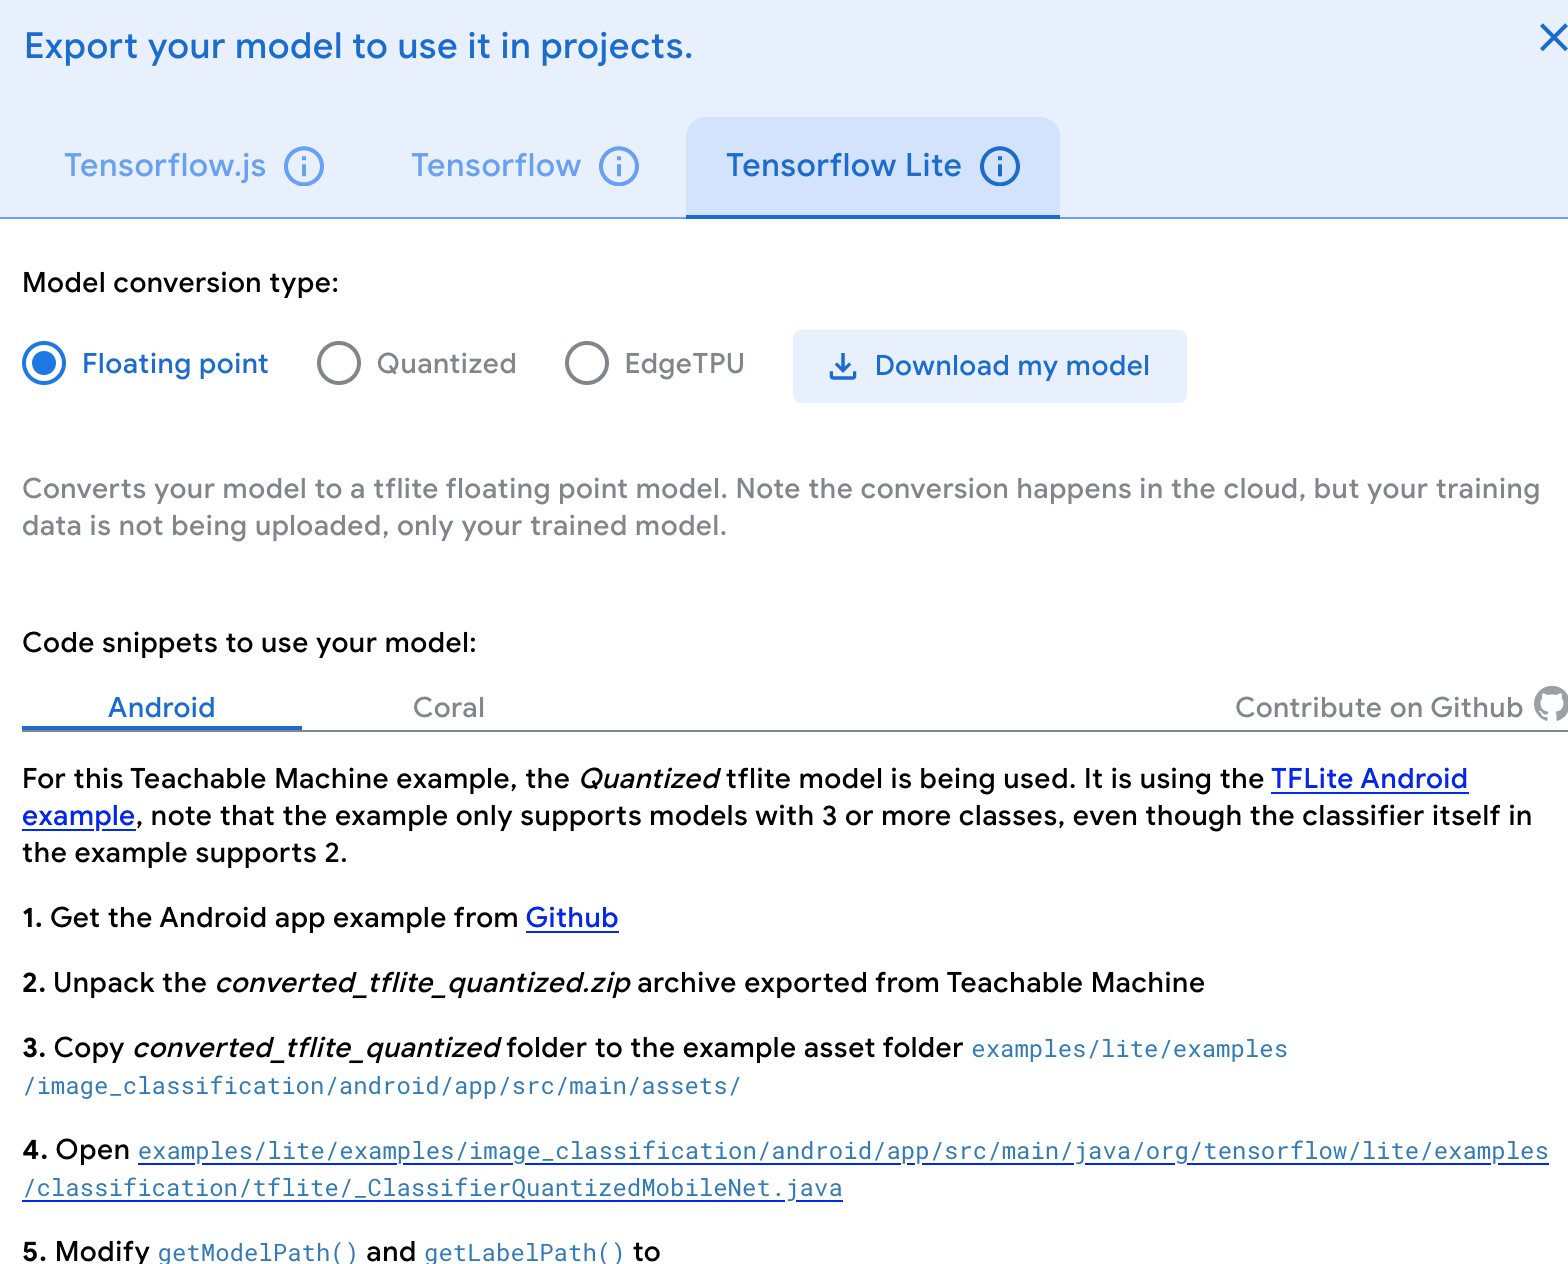 Export your model to use it in projects.
Tensorflow.js Tensorflow Tensorflow Lite
Model conversion type:
Floating point Quantized EdgeTPU Download my model
Converts your model to a tflite floating point model. Note the conversion happens in the cloud, but your training
data is not being uploaded, only your trained model.
Code snippets to use your model:
Android Coral Contribute on Github
For this Teachable Machine example, the Quantized tflite model is being used. It is using the TFLite Android
example, note that the example only supports models with 3 or more classes, even though the classifier itself in
the example supports 2.
1. Get the Android app example from Github
2. Unpack the converted_tflite_quantized.zip archive exported from Teachable Machine
3. Copy converted_tflite_quantized folder to the example asset folder examples/lite/examples
/image_classification/android/app/src/main/assets/
4. Open examples/lite/examples/image_classification/android/app/src/main/java/org/tensorflow/lite/examples
/classification/tflite/_ClassifierQuantizedMobileNet.java
5. Modify getModelPath() and getLabelPath() to